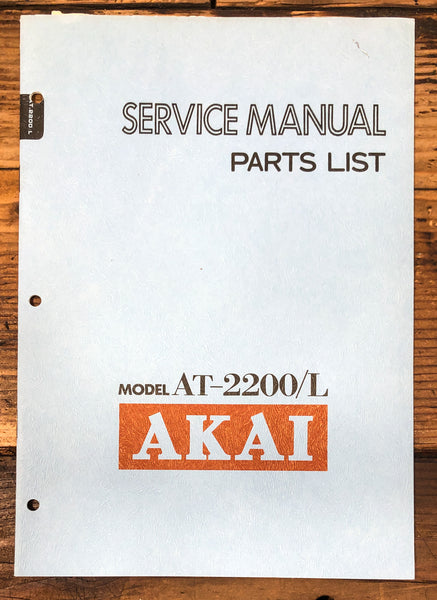 AT-2200 L
SERVICE MANUAL
PARTS LIST
MODEL AT-2200/L
AKAI